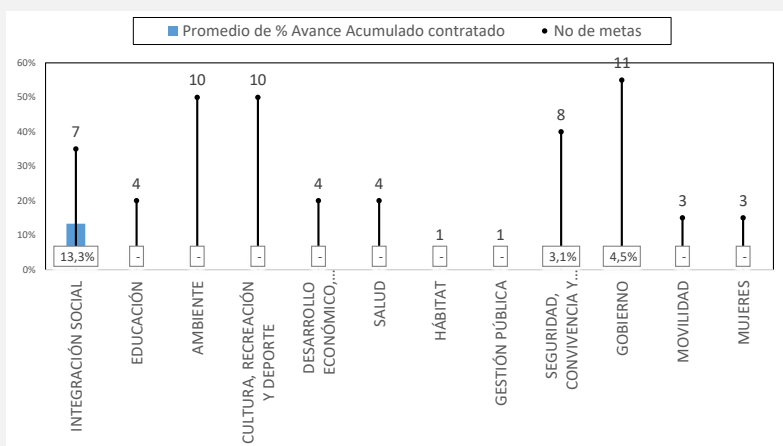 Promedio de % Avance Acumulado contratado
No de metas
60%
50%
40%
30%
20%
10%
0%
7
4
10
10
4
4
1
1
8
11
3
3
13,3%
-
-
-
-
-
-
-
3,1%
4,5%
-
-
INTEGRACIÓN SOCIAL
EDUCACIÓN
AMBIENTE
CULTURA, RECREACIÓN
Y DEPORTE
DESARROLLO
ECONÓMICO,...
SALUD
HÁBITAT
GESTIÓN PÚBLICA
SEGURIDAD,
CONVIVENCIA Y...
GOBIERNO
MOVILIDAD
MUJERES